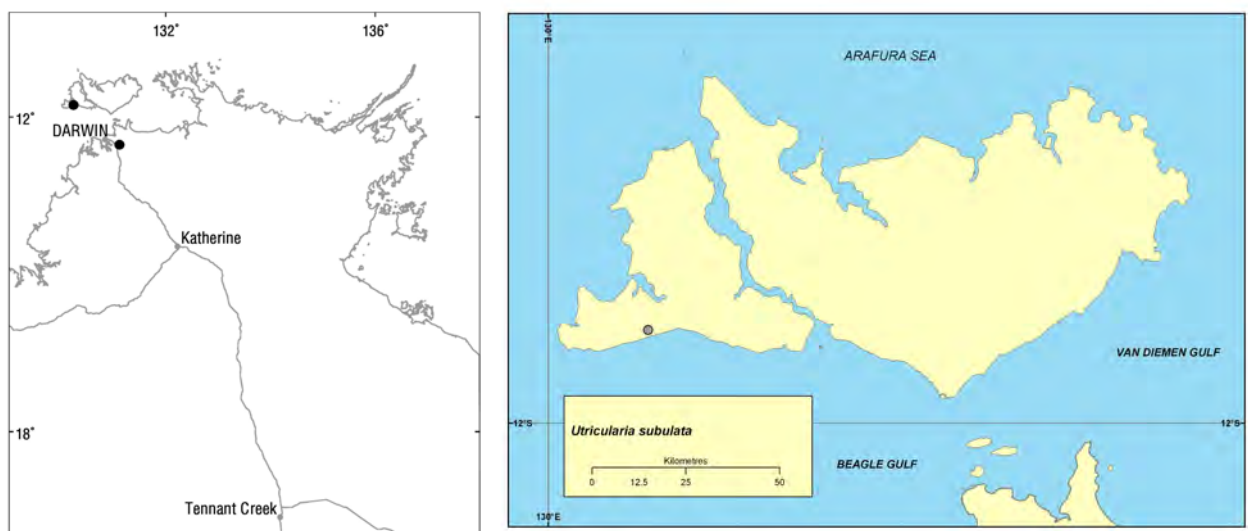 132°
136°
12°
DARWIN
Katherine
18°
Tennant Creek
130°E
ARAFURA SEA
VAN DIEMEN GULF
12°S
12°S
Utricularia subulata
Kilometres
0 12.5 25 50
BEAGLE GULF
130°E